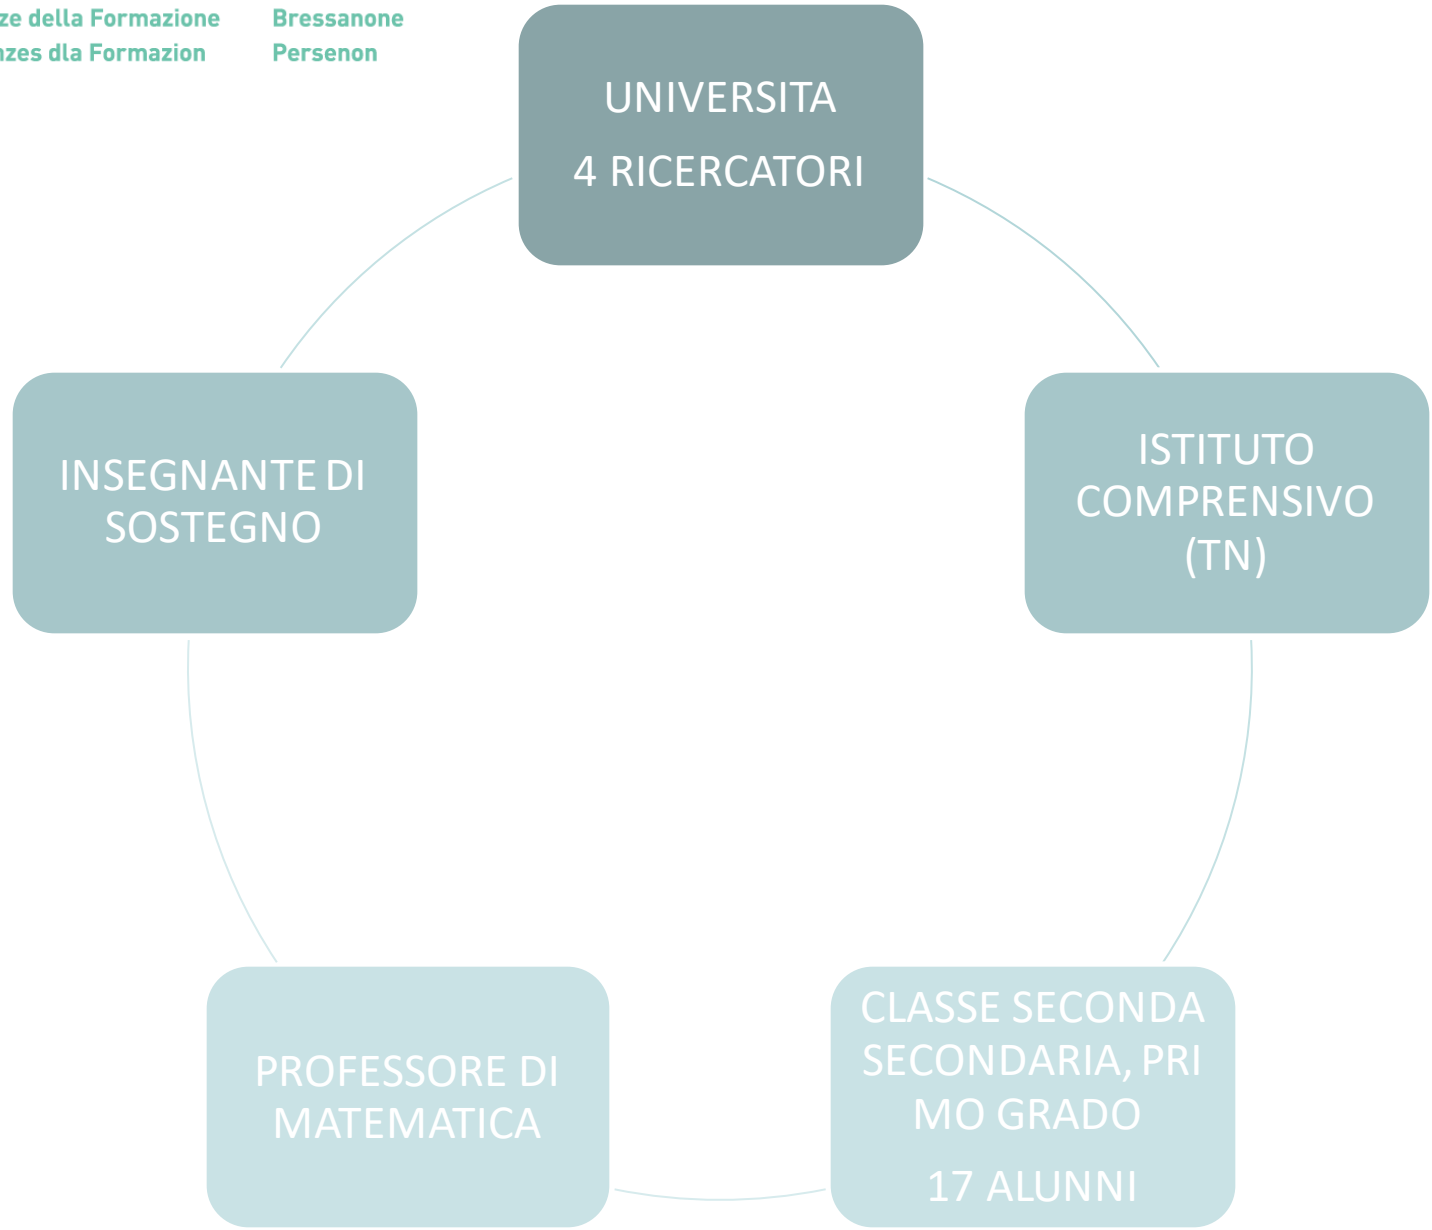 ze della Formazione Bressanone
nzes dla Formazion Persenon
UNIVERSITA
4 RICERCATORI
ISTITUTO
COMPRENSIVO
(TN)
CLASSE SECONDA
SECONDARIA, PRI
MO GRADO
17 ALUNNI
PROFESSORE DI
MATEMATICA
INSEGNANTE DI
SOSTEGNO